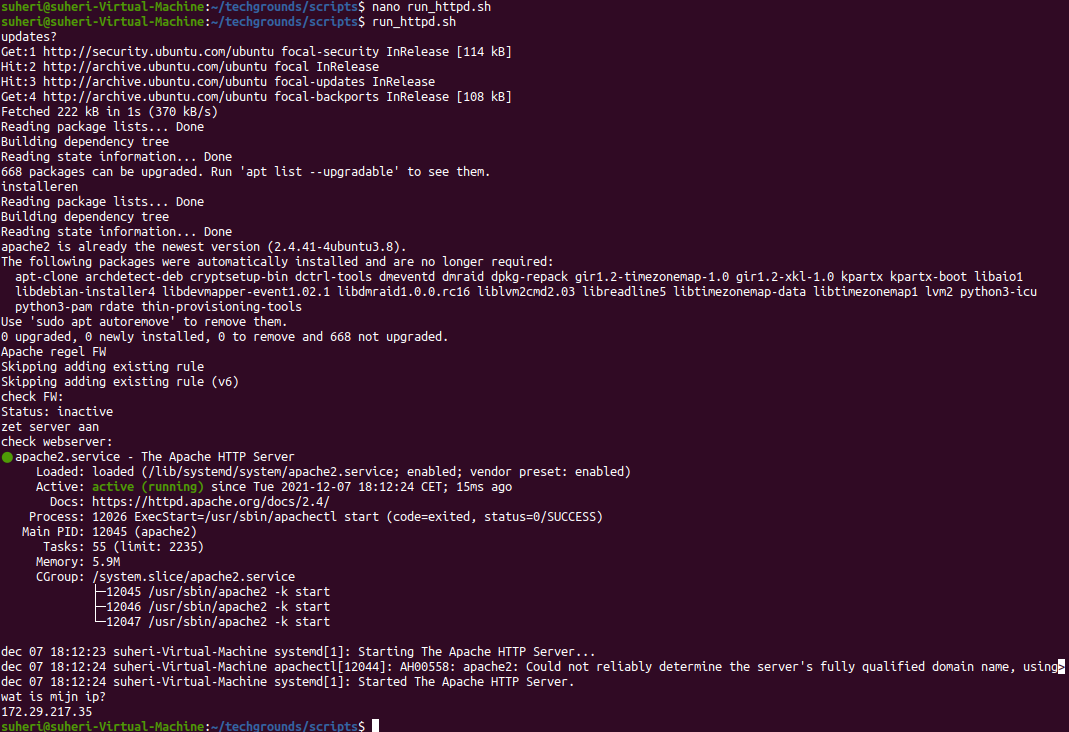 suheri@suheri-Virtual-Machine:~/techgrounds/scripts$ nano run_httpd.sh
suheri@suheri-Virtual-Machine:~/techgrounds/scripts$ run_httpd.sh
updates?
Get:1 http://security.ubuntu.com/ubuntu focal-security InRelease [114 kB]
Hit:2 http://archive.ubuntu.com/ubuntu focal InRelease
Hit:3 http://archive.ubuntu.com/ubuntu focal-updates InRelease
Get:4 http://archive.ubuntu.com/ubuntu focal-backports InRelease [108 kB]
Fetched 222 kB in 1s (370 kB/s)
Reading package lists... Done
Building dependency tree
Reading state information... Done
668 packages can be upgraded. Run 'apt list --upgradable' to see them.
installeren
Reading package lists... Done
Building dependency tree
Reading state information... Done
apache2 is already the newest version (2.4.41-4ubuntu3.8).
The following packages were automatically installed and are no longer required:
  apt-clone archdetect-deb cryptsetup-bin dctrl-tools dmeventd dmraid dpkg-repack gir1.2-timezonemap-1.0 gir1.2-xkl-1.0 kpartx kpartx-boot libaio1
  libdebian-installer4 libdevmapper-event1.02.1 libdmraid1.0.0.rc16 liblvm2cmd2.03 libreadline5 libtimezonemap-data libtimezonemap1 lvm2 python3-icu
  python3-pam rdate thin-provisioning-tools
Use 'sudo apt autoremove' to remove them.
0 upgraded, 0 newly installed, 0 to remove and 668 not upgraded.
Apache regel FW
Skipping adding existing rule
Skipping adding existing rule (v6)
check FW:
Status: inactive
zet server aan
check webserver:
● apache2.service - The Apache HTTP Server
     Loaded: loaded (/lib/systemd/system/apache2.service; enabled; vendor preset: enabled)
     Active: active (running) since Tue 2021-12-07 18:12:24 CET; 15ms ago
       Docs: https://httpd.apache.org/docs/2.4/
    Process: 12026 ExecStart=/usr/sbin/apachectl start (code=exited, status=0/SUCCESS)
   Main PID: 12045 (apache2)
      Tasks: 55 (limit: 2235)
     Memory: 5.9M
     CGroup: /system.slice/apache2.service
             ├─12045 /usr/sbin/apache2 -k start
             ├─12046 /usr/sbin/apache2 -k start
             └─12047 /usr/sbin/apache2 -k start
dec 07 18:12:23 suheri-Virtual-Machine systemd[1]: Starting The Apache HTTP Server...
dec 07 18:12:24 suheri-Virtual-Machine apachectl[12044]: AH00558: apache2: Could not reliably determine the server's fully qualified domain name, using>
dec 07 18:12:24 suheri-Virtual-Machine systemd[1]: Started The Apache HTTP Server.
wat is mijn ip?
172.29.217.35
suheri@suheri-Virtual-Machine:~/techgrounds/scripts$